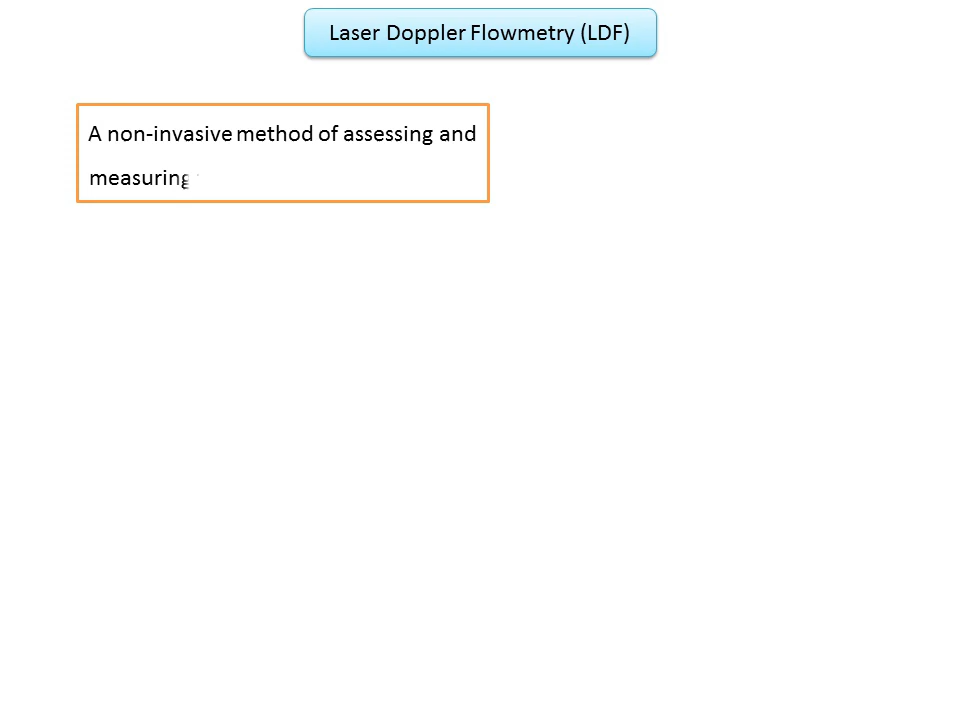 Laser Doppler Flowmetry (LDF)
A non-invasive method of assessing and
measuring